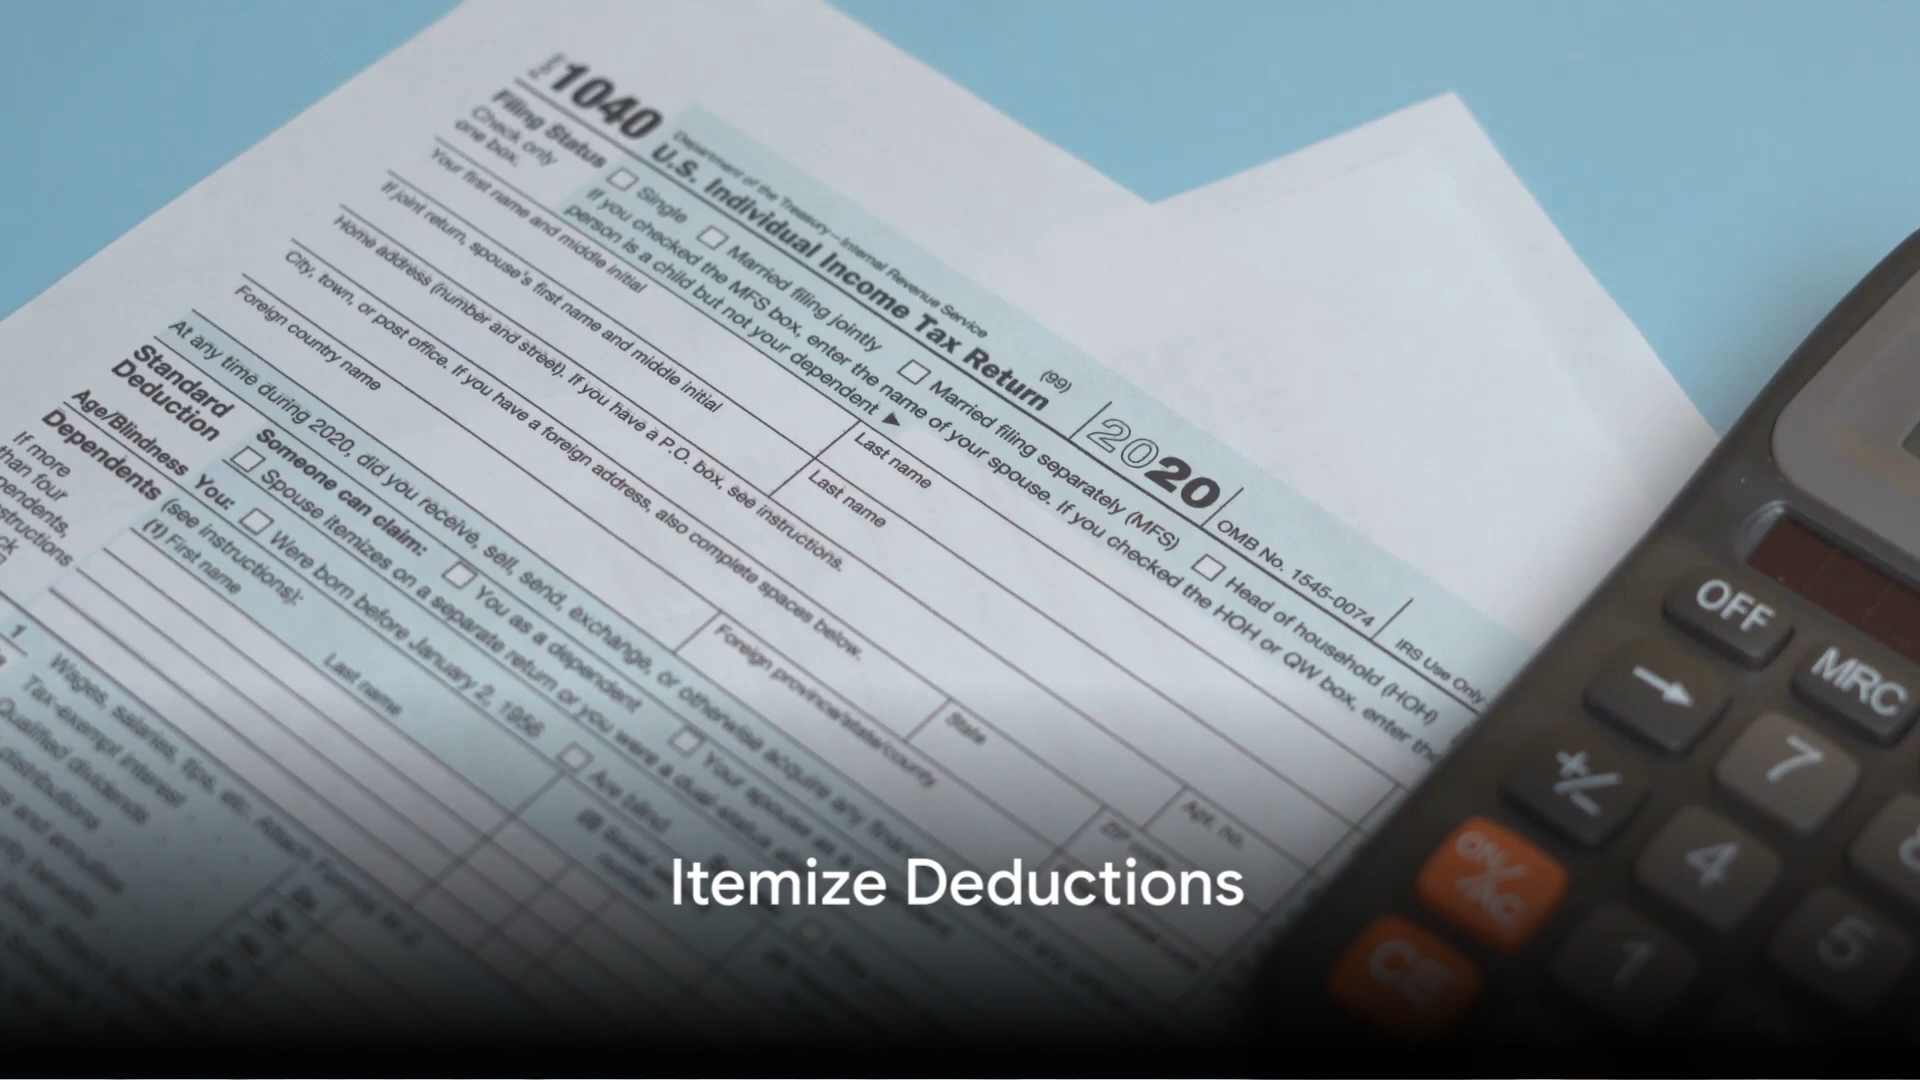 1040
Department of the Treasury—Internal Revenue Service
U.S. Individual Income Tax Return
(99)
2020
OMB No. 1545-0074
IRS Use Only
Filing Status
Check only
one box.
Single
Married filing jointly
Married filing separately (MFS)
Head of household (HOH)
If you checked the MFS box, enter the name of your spouse. If you checked the HOH or QW box, enter the
person is a child but not your dependent ▶
Your first name and middle initial
Last name
If joint return, spouse's first name and middle initial
Last name
Home address (number and street). If you have a P.O. box, see instructions.
Apt. no.
City, town, or post office. If you have a foreign address, also complete spaces below.
State
ZIP
Foreign country name
Foreign province/state/county
At any time during 2020, did you receive, sell, send, exchange, or otherwise acquire any
Standard
Deduction
Someone can claim:
You as a dependent
Your spouse as a
Spouse itemizes on a separate return or you were a dual-status
Age/Blindness
You:
Were born before January 2, 1956
Are blind
Dependents
(see instructions):
(1) First name
Last name
If more
than four
1
Wages, salaries, tips, etc. Attach
Tax-exempt interest
Qualified dividends
OFF
MRC
→
7
+/−
4
ON/AC
5
1
CE
Itemize Deductions